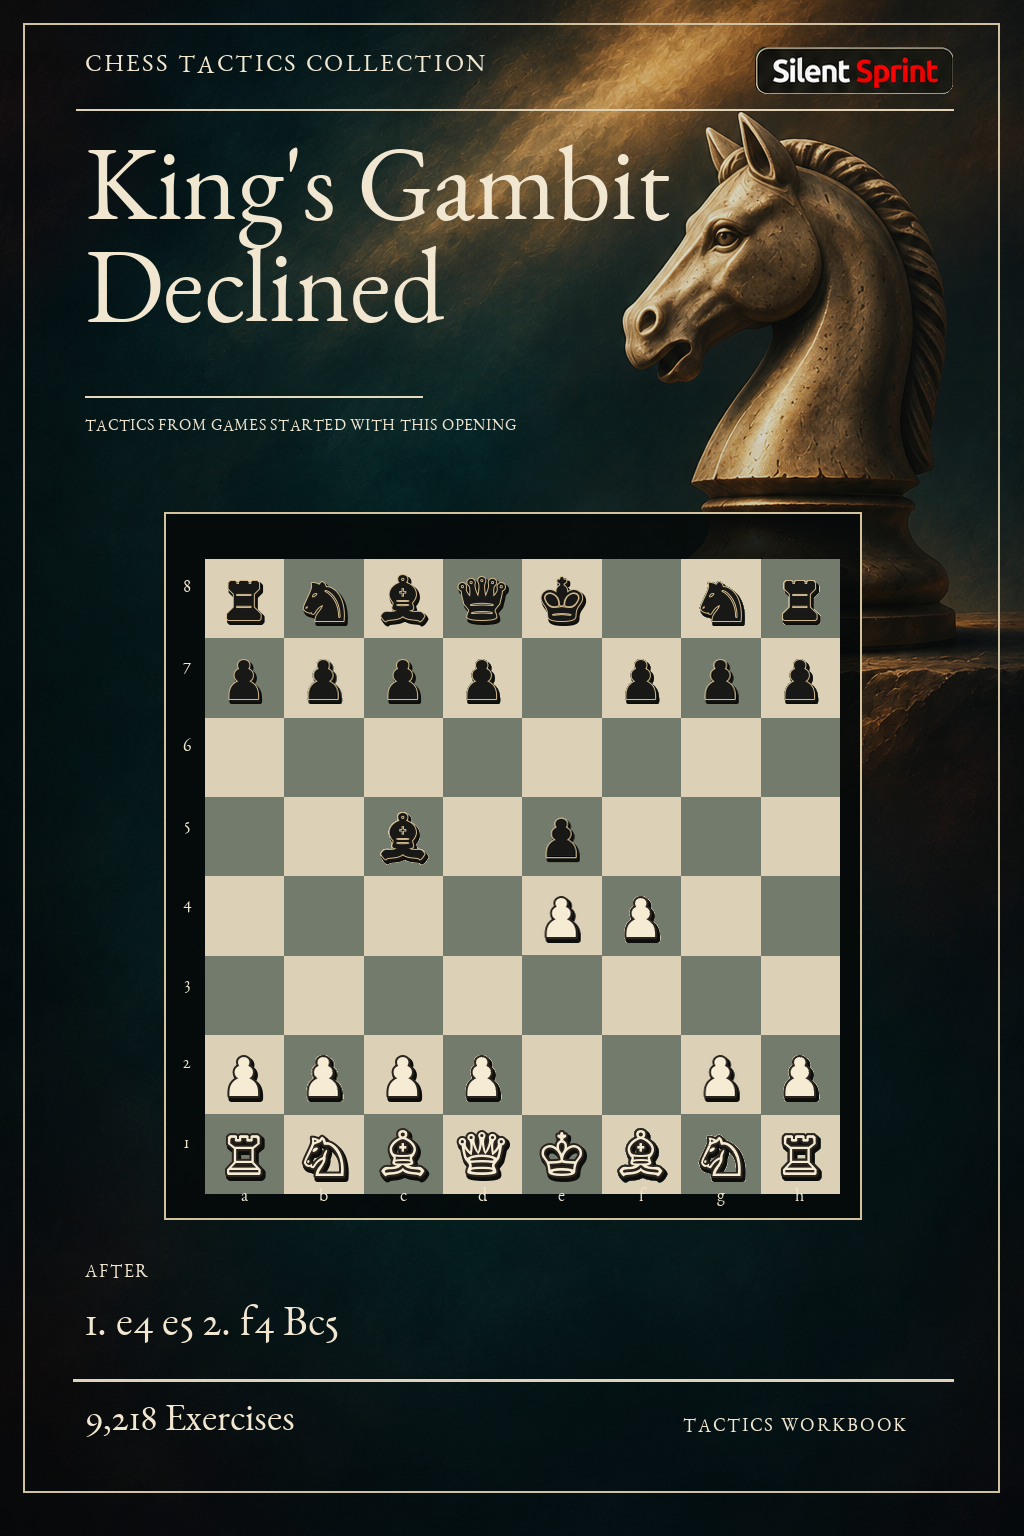 CHESS TACTICS COLLECTION
Silent Sprint
King's Gambit
Declined
TACTICS FROM GAMES STARTED WITH THIS OPENING
8
7
6
5
4
3
2
1
a b c d e f g h
AFTER
1. e4 e5 2. f4 Bc5
9,218 Exercises
TACTICS WORKBOOK